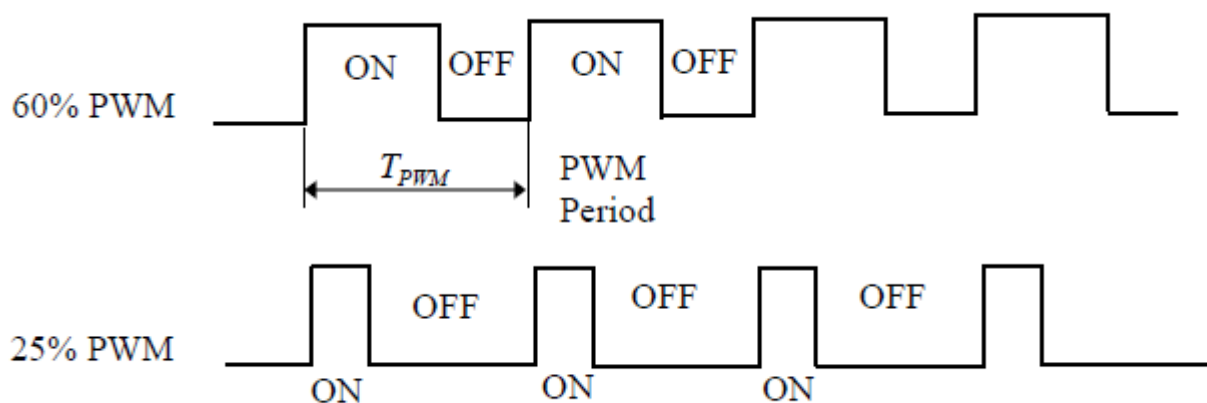 ON OFF ON OFF
60% PWM
T_PWM PWM
Period
OFF OFF OFF
25% PWM
ON ON ON